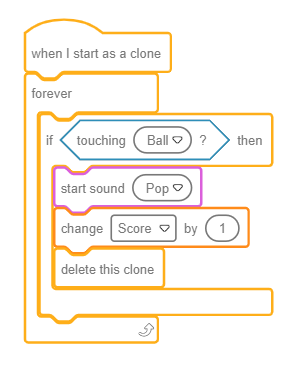 when I start as a clone
forever
if touching Ball ? then
start sound Pop
change Score by 1
delete this clone